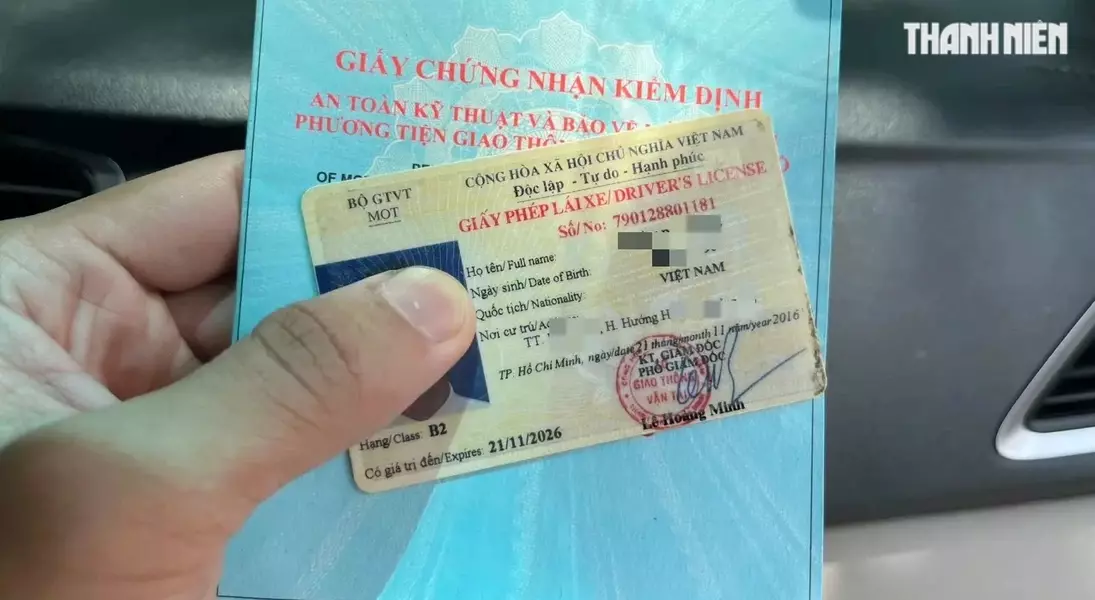 THANH NIÊN
GIẤY CHỨNG NHẬN KIỂM ĐỊNH
AN TOÀN KỸ THUẬT VÀ BẢO VỆ
PHƯƠNG TIỆN GIAO THÔNG
CỘNG HÒA XÃ HỘI CHỦ NGHĨA VIỆT NAM
Độc lập - Tự do - Hạnh phúc
BỘ GTVT
MOT
GIẤY PHÉP LÁI XE/DRIVER'S LICENSE
Số/No: 790128801181
Họ tên/Full name:
Ngày sinh/Date of Birth:
Quốc tịch/Nationality: VIỆT NAM
Nơi cư trú/
TT. , H. Hướng
TP. Hồ Chí Minh, ngày/date 21 tháng/month 11 năm/year 2016
KT. GIÁM ĐỐC
PHÓ GIÁM ĐỐC
GIAO THÔNG
VẬN TẢI
Lê Hoàng Minh
Hạng/Class: B2
Có giá trị đến/Expires: 21/11/2026